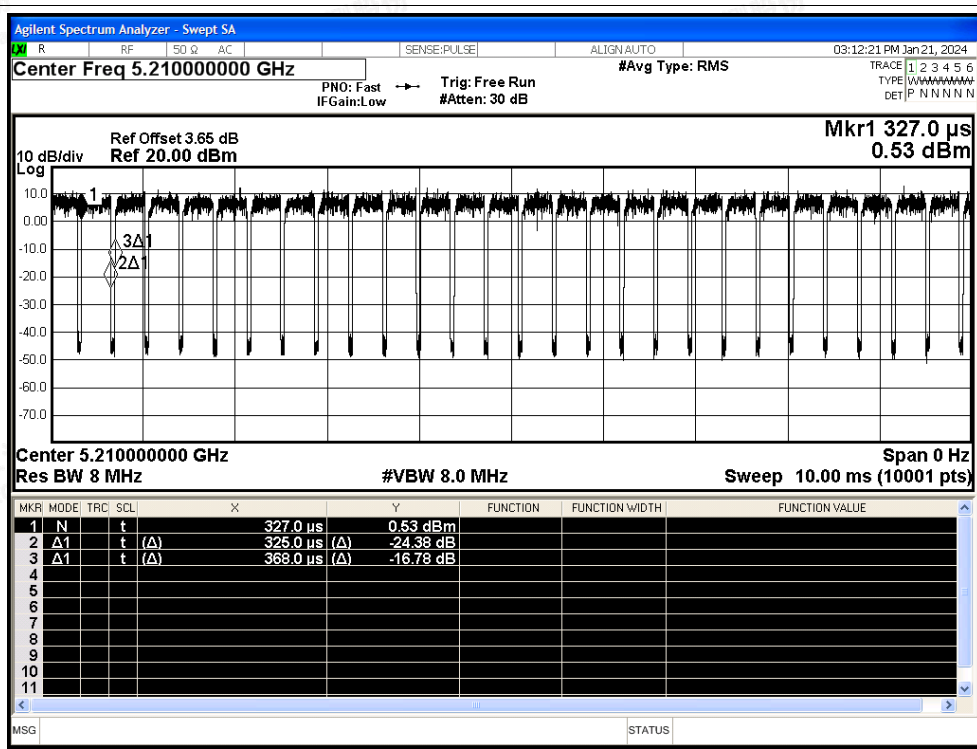 Agilent Spectrum Analyzer - Swept SA
LXI R RF 50 Ω AC SENSE:PULSE ALIGN AUTO 03:12:21 PM Jan 21, 2024
Center Freq 5.210000000 GHz
PNO: Fast
IFGain:Low
Trig: Free Run
#Atten: 30 dB
#Avg Type: RMS
TRACE 1 2 3 4 5 6
TYPE
DET P N N N N N
Ref Offset 3.65 dB
10 dB/div Ref 20.00 dBm
Log
Mkr1 327.0 µs
0.53 dBm
10.0
0.00
-10.0
-20.0
-30.0
-40.0
-50.0
-60.0
-70.0
1
3Δ1
2Δ1
Center 5.210000000 GHz Span 0 Hz
Res BW 8 MHz #VBW 8.0 MHz Sweep 10.00 ms (10001 pts)
MKR MODE TRC SCL X Y FUNCTION FUNCTION WIDTH FUNCTION VALUE
1 N t 327.0 µs 0.53 dBm
2 Δ1 t (Δ) 325.0 µs (Δ) -24.38 dB
3 Δ1 t (Δ) 368.0 µs (Δ) -16.78 dB
4
5
6
7
8
9
10
11
MSG STATUS